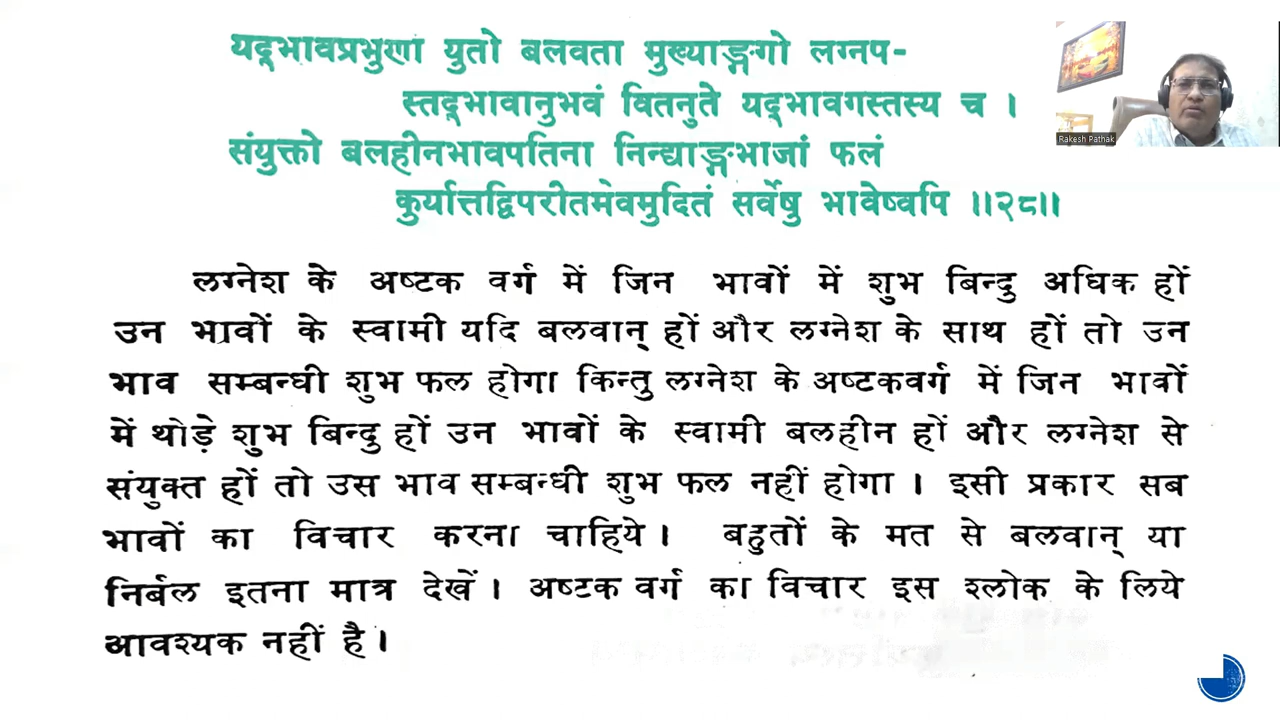 यद्भावप्रभुणा युतो बलवता मुख्याङ्गगो लग्नप-
स्तद्भावानुभवं वितनुते यद्भावगस्तस्य च ।
संयुक्तो बलहीनभावपतिना निन्द्याङ्गभाजां फलं
कुर्यात्तद्विपरीतमेवमुदितं सर्वेषु भावेष्वपि ।।२८।।
लग्नेश के अष्टक वर्ग में जिन भावों में शुभ बिन्दु अधिक हों
उन भावों के स्वामी यदि बलवान् हों और लग्नेश के साथ हों तो उन
भाव सम्बन्धी शुभ फल होगा। किन्तु लग्नेश के अष्टकवर्ग में जिन भावों
में थोड़े शुभ बिन्दु हों उन भावों के स्वामी बलहीन हों और लग्नेश से
संयुक्त हों तो उस भाव सम्बन्धी शुभ फल नहीं होगा । इसी प्रकार सब
भावों का विचार करना चाहिये । बहुतों के मत से बलवान् या
निर्बल इतना मात्र देखें । अष्टक वर्ग का विचार इस श्लोक के लिये
आवश्यक नहीं है ।
Rakesh Pathak